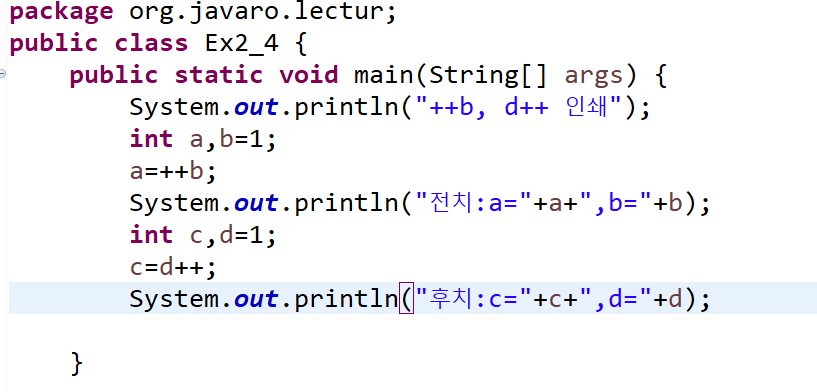 package org.javaro.lectur;
public class Ex2_4 {
    public static void main(String[] args) {
        System.out.println("++b, d++ 인쇄");
        int a,b=1;
        a=++b;
        System.out.println("전치:a="+a+",b="+b);
        int c,d=1;
        c=d++;
        System.out.println("후치:c="+c+",d="+d);
    }